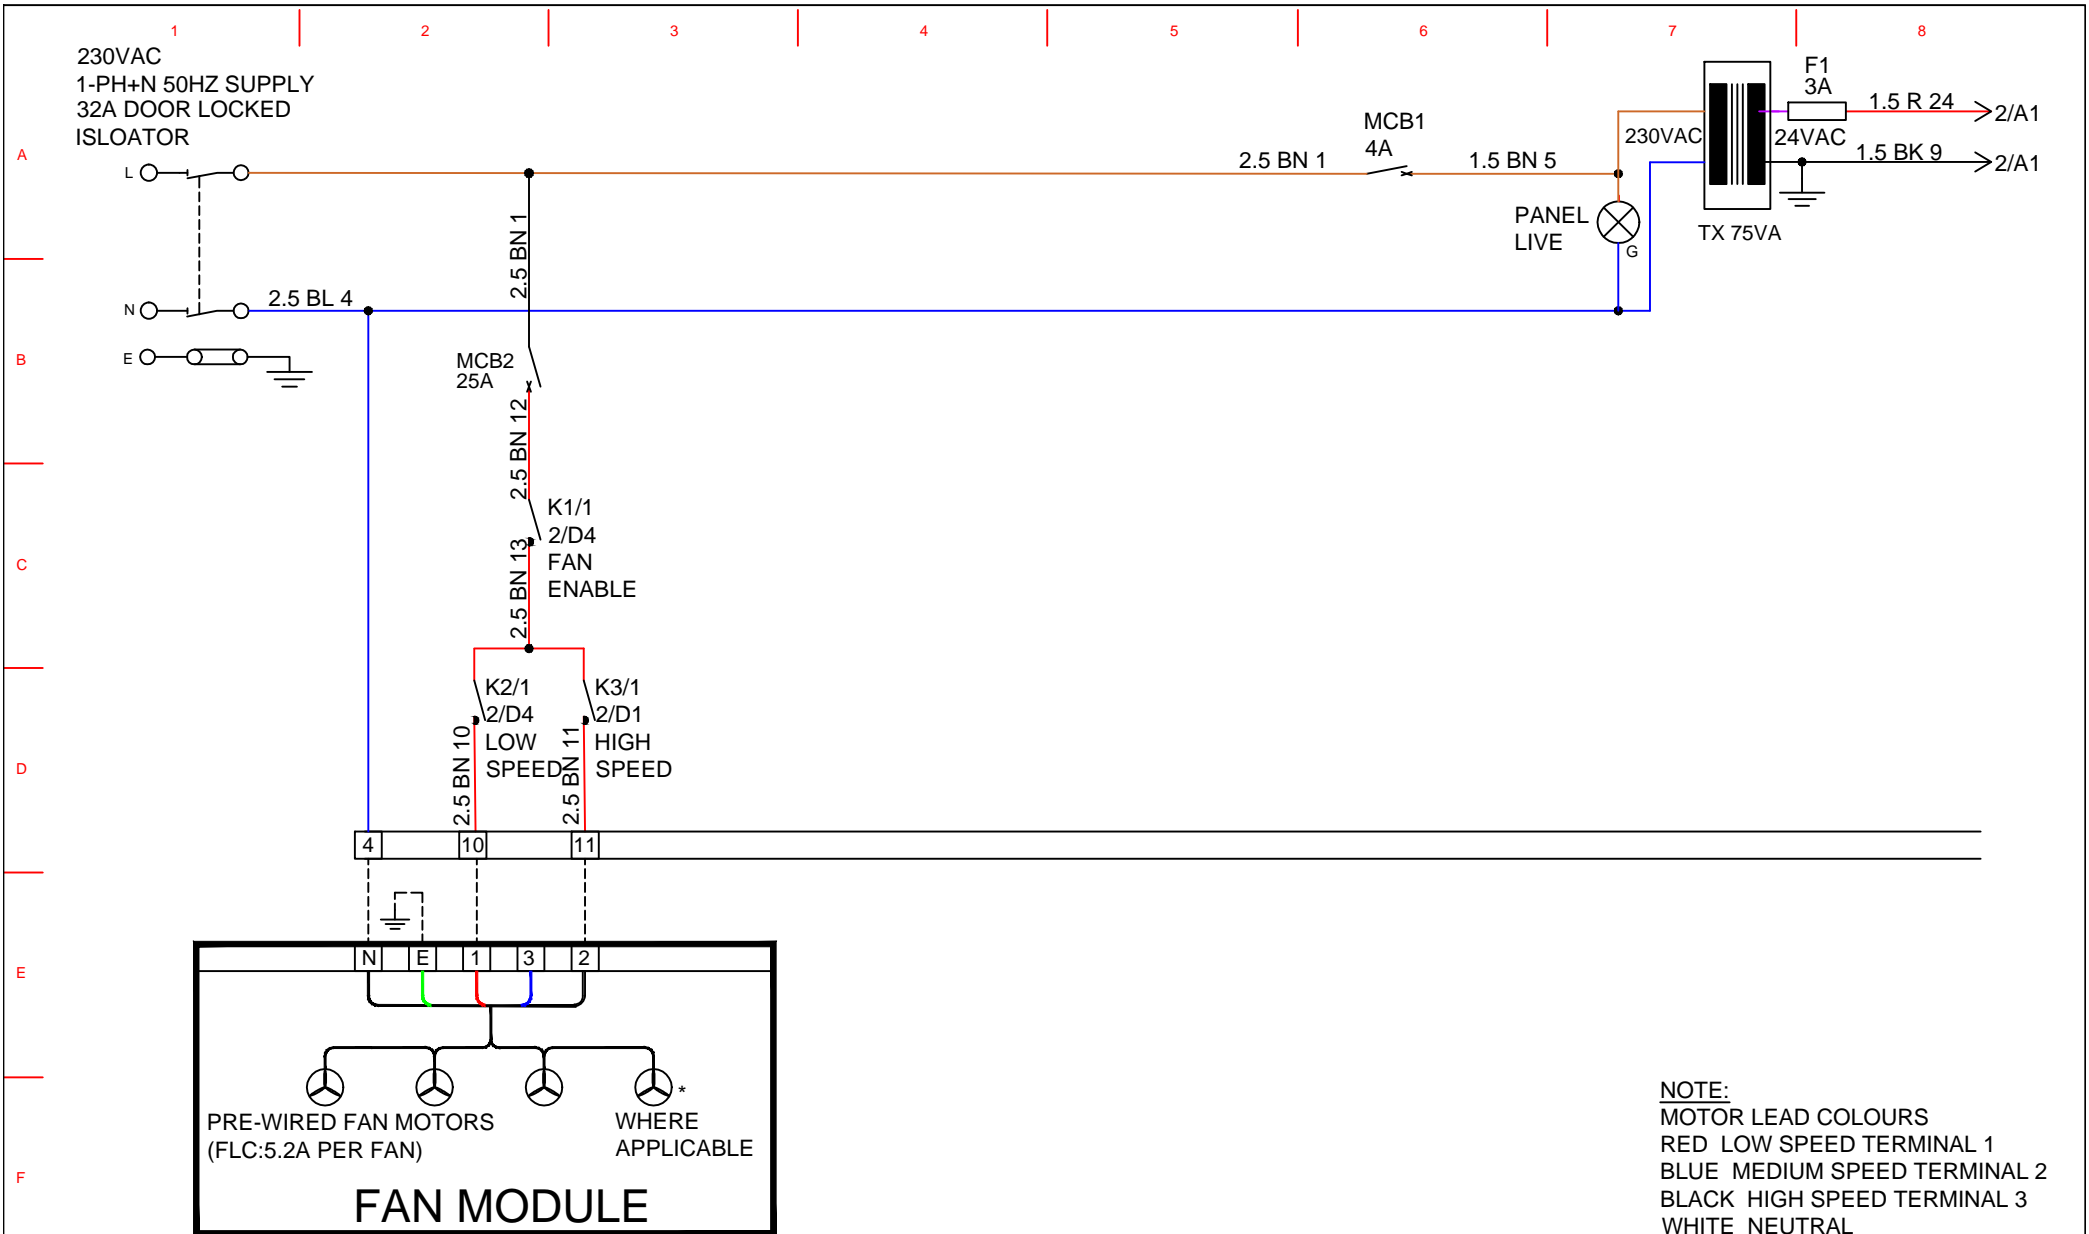 1 2 3 4 5 6 7 8
A
B
C
D
E
F
230VAC
1-PH+N 50HZ SUPPLY
32A DOOR LOCKED
ISLOATOR
L
N
E
2.5 BL 4
2.5 BN 1
MCB2
25A
2.5 BN 12
K1/1
2/D4
FAN
ENABLE
2.5 BN 13
K2/1
2/D4
LOW
SPEED
2.5 BN 10
K3/1
2/D1
HIGH
SPEED
2.5 BN 11
2.5 BN 1
MCB1
4A
1.5 BN 5
PANEL
LIVE
G
230VAC
24VAC
TX 75VA
F1
3A
1.5 R 24
2/A1
1.5 BK 9
2/A1
4 10 11
N E 1 3 2
*
PRE-WIRED FAN MOTORS
(FLC:5.2A PER FAN)
WHERE
APPLICABLE
FAN MODULE
NOTE:
MOTOR LEAD COLOURS
RED LOW SPEED TERMINAL 1
BLUE MEDIUM SPEED TERMINAL 2
BLACK HIGH SPEED TERMINAL 3
WHITE NEUTRAL